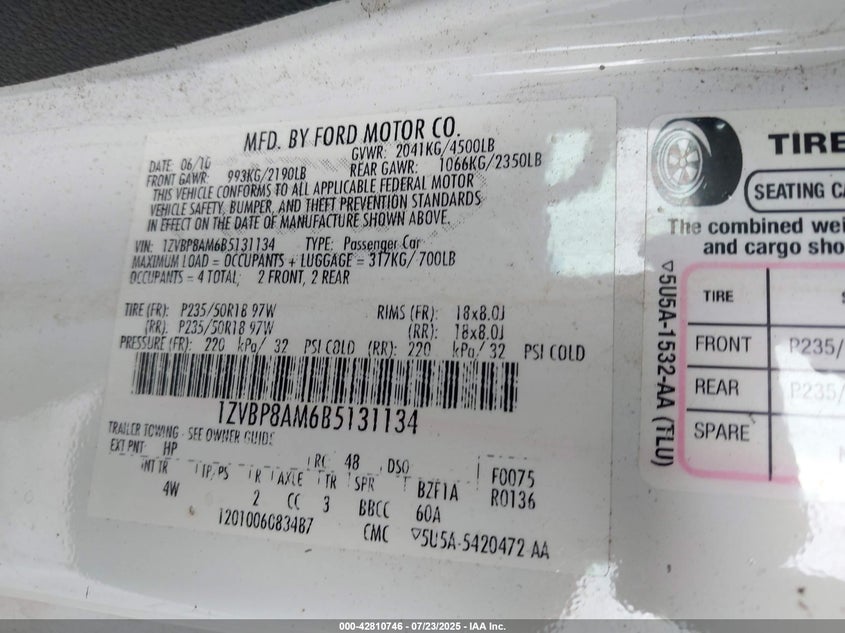 MFD. BY FORD MOTOR CO.
DATE: 06/10 GVWR: 2041KG/4500LB
FRONT GAWR: 993KG/2190LB REAR GAWR: 1066KG/2350LB
THIS VEHICLE CONFORMS TO ALL APPLICABLE FEDERAL MOTOR
VEHICLE SAFETY, BUMPER, AND THEFT PREVENTION STANDARDS
IN EFFECT ON THE DATE OF MANUFACTURE SHOWN ABOVE.
VIN: 1ZVBP8AM6B5131134 TYPE: Passenger Car
MAXIMUM LOAD = OCCUPANTS + LUGGAGE = 317KG/700LB
OCCUPANTS = 4 TOTAL; 2 FRONT, 2 REAR
TIRE (FR): P235/50R18 97W RIMS (FR): 18x8.0J
(RR): P235/50R18 97W (RR): 18x8.0J
PRESSURE (FR): 220 kPa/ 32 PSI COLD (RR): 220 kPa/ 32 PSI COLD
1ZVBP8AM6B5131134
TRAILER TOWING - SEE OWNER GUIDE
EXT PNT: HP RC: 48 DSO F0075
INT TR TP/PS R AXLE TR SPR BZF1A R0136
4W 2 CC 3 BBCC 60A
CMC ▽5U5A-5420472 AA
TIRE
SEATING
The combined
and cargo
▽5U5A-1532-AA (TLU)
TIRE
FRONT P235/
REAR P235/
SPARE
000-42810746 - 07/23/2025 - IAA Inc.